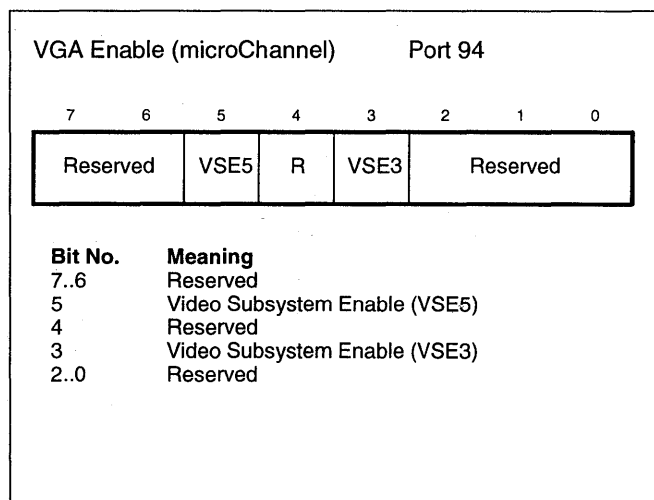 VGA Enable (microChannel) Port 94
7 6 5 4 3 2 1 0
Reserved VSE5 R VSE3 Reserved
Bit No. Meaning
7..6 Reserved
5 Video Subsystem Enable (VSE5)
4 Reserved
3 Video Subsystem Enable (VSE3)
2..0 Reserved